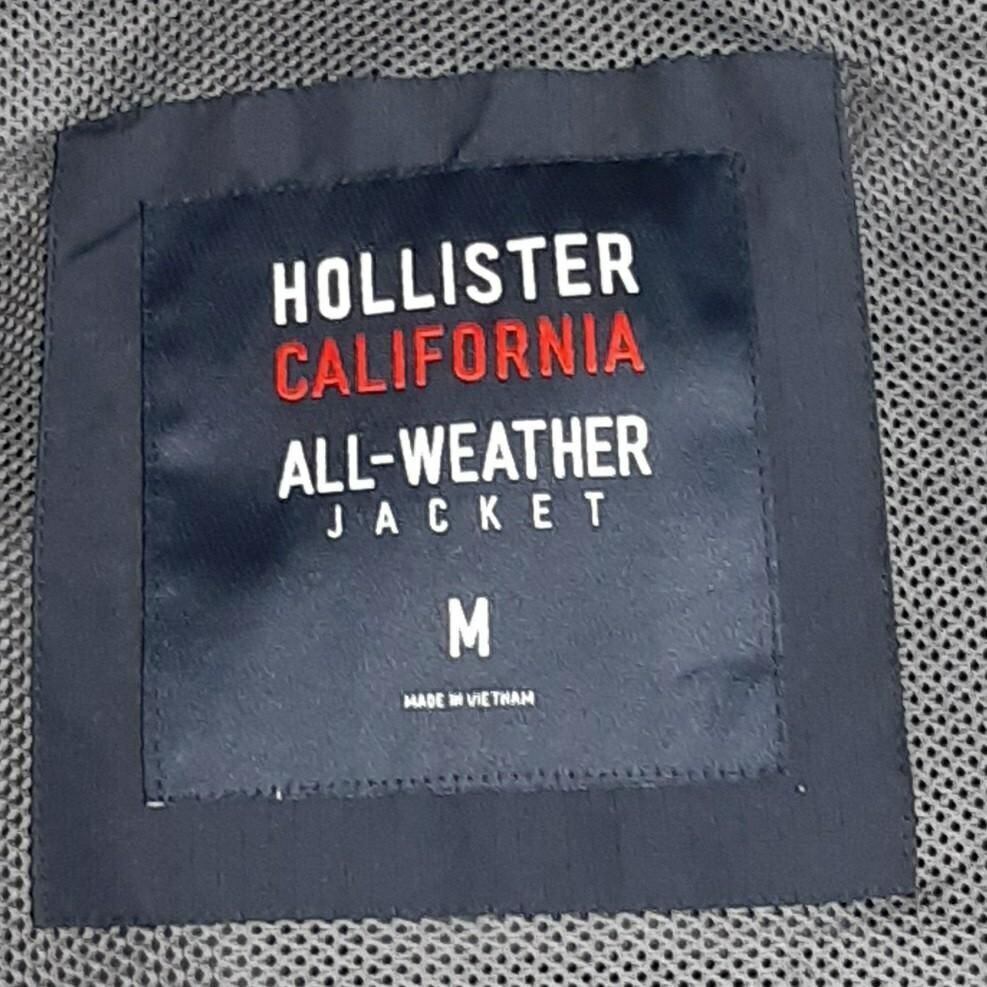 HOLLISTER
CALIFORNIA
ALL-WEATHER
JACKET
M
MADE IN VIETNAM